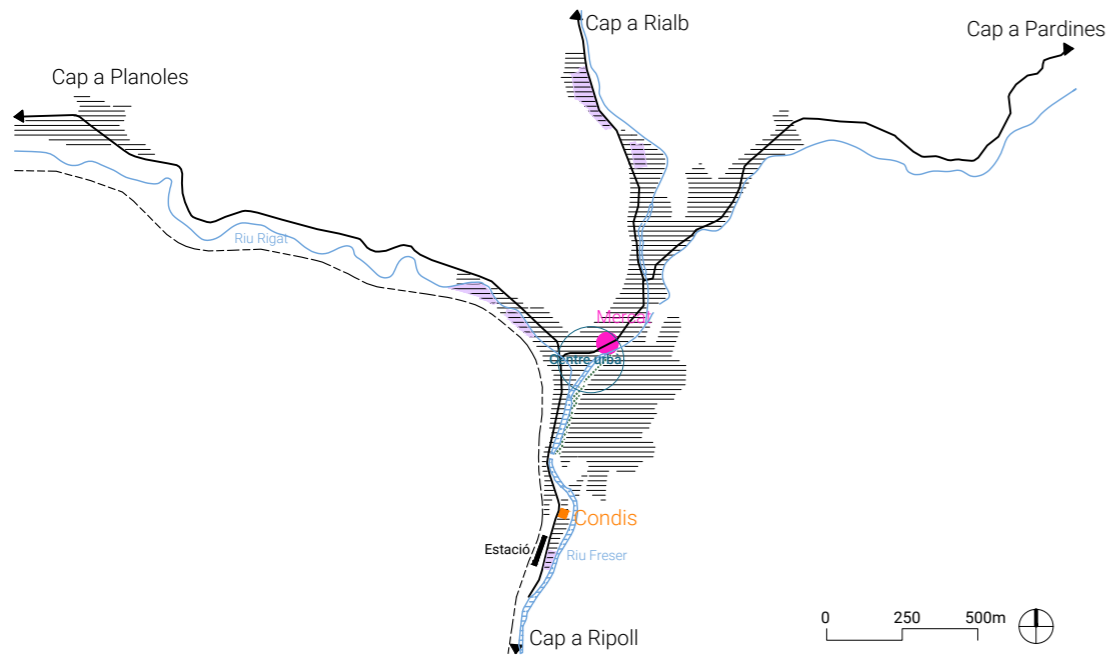 Cap a Rialb
Cap a Pardines
Cap a Planoles
Riu Rigat
Mercat
Centre urbà
Condis
Estació
Riu Freser
0 250 500m
Cap a Ripoll